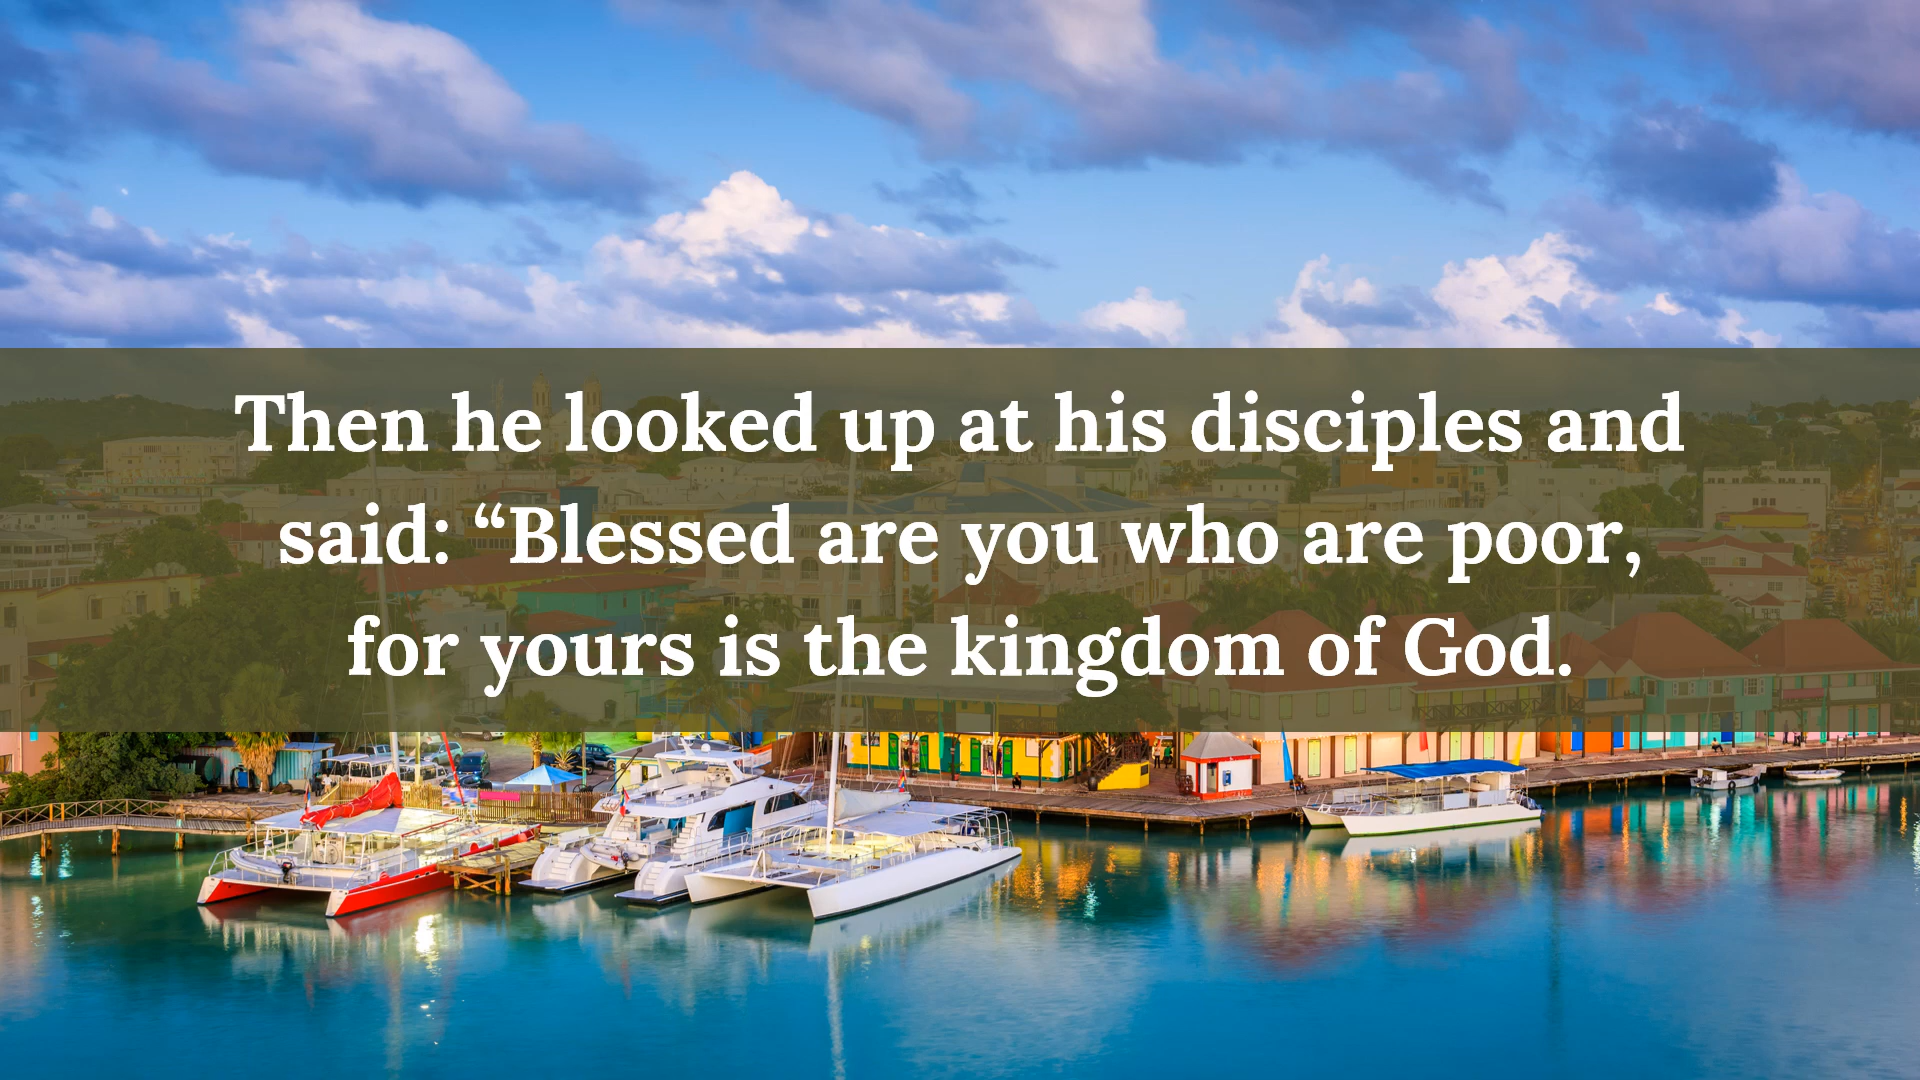 Then he looked up at his disciples and
said: “Blessed are you who are poor,
for yours is the kingdom of God.